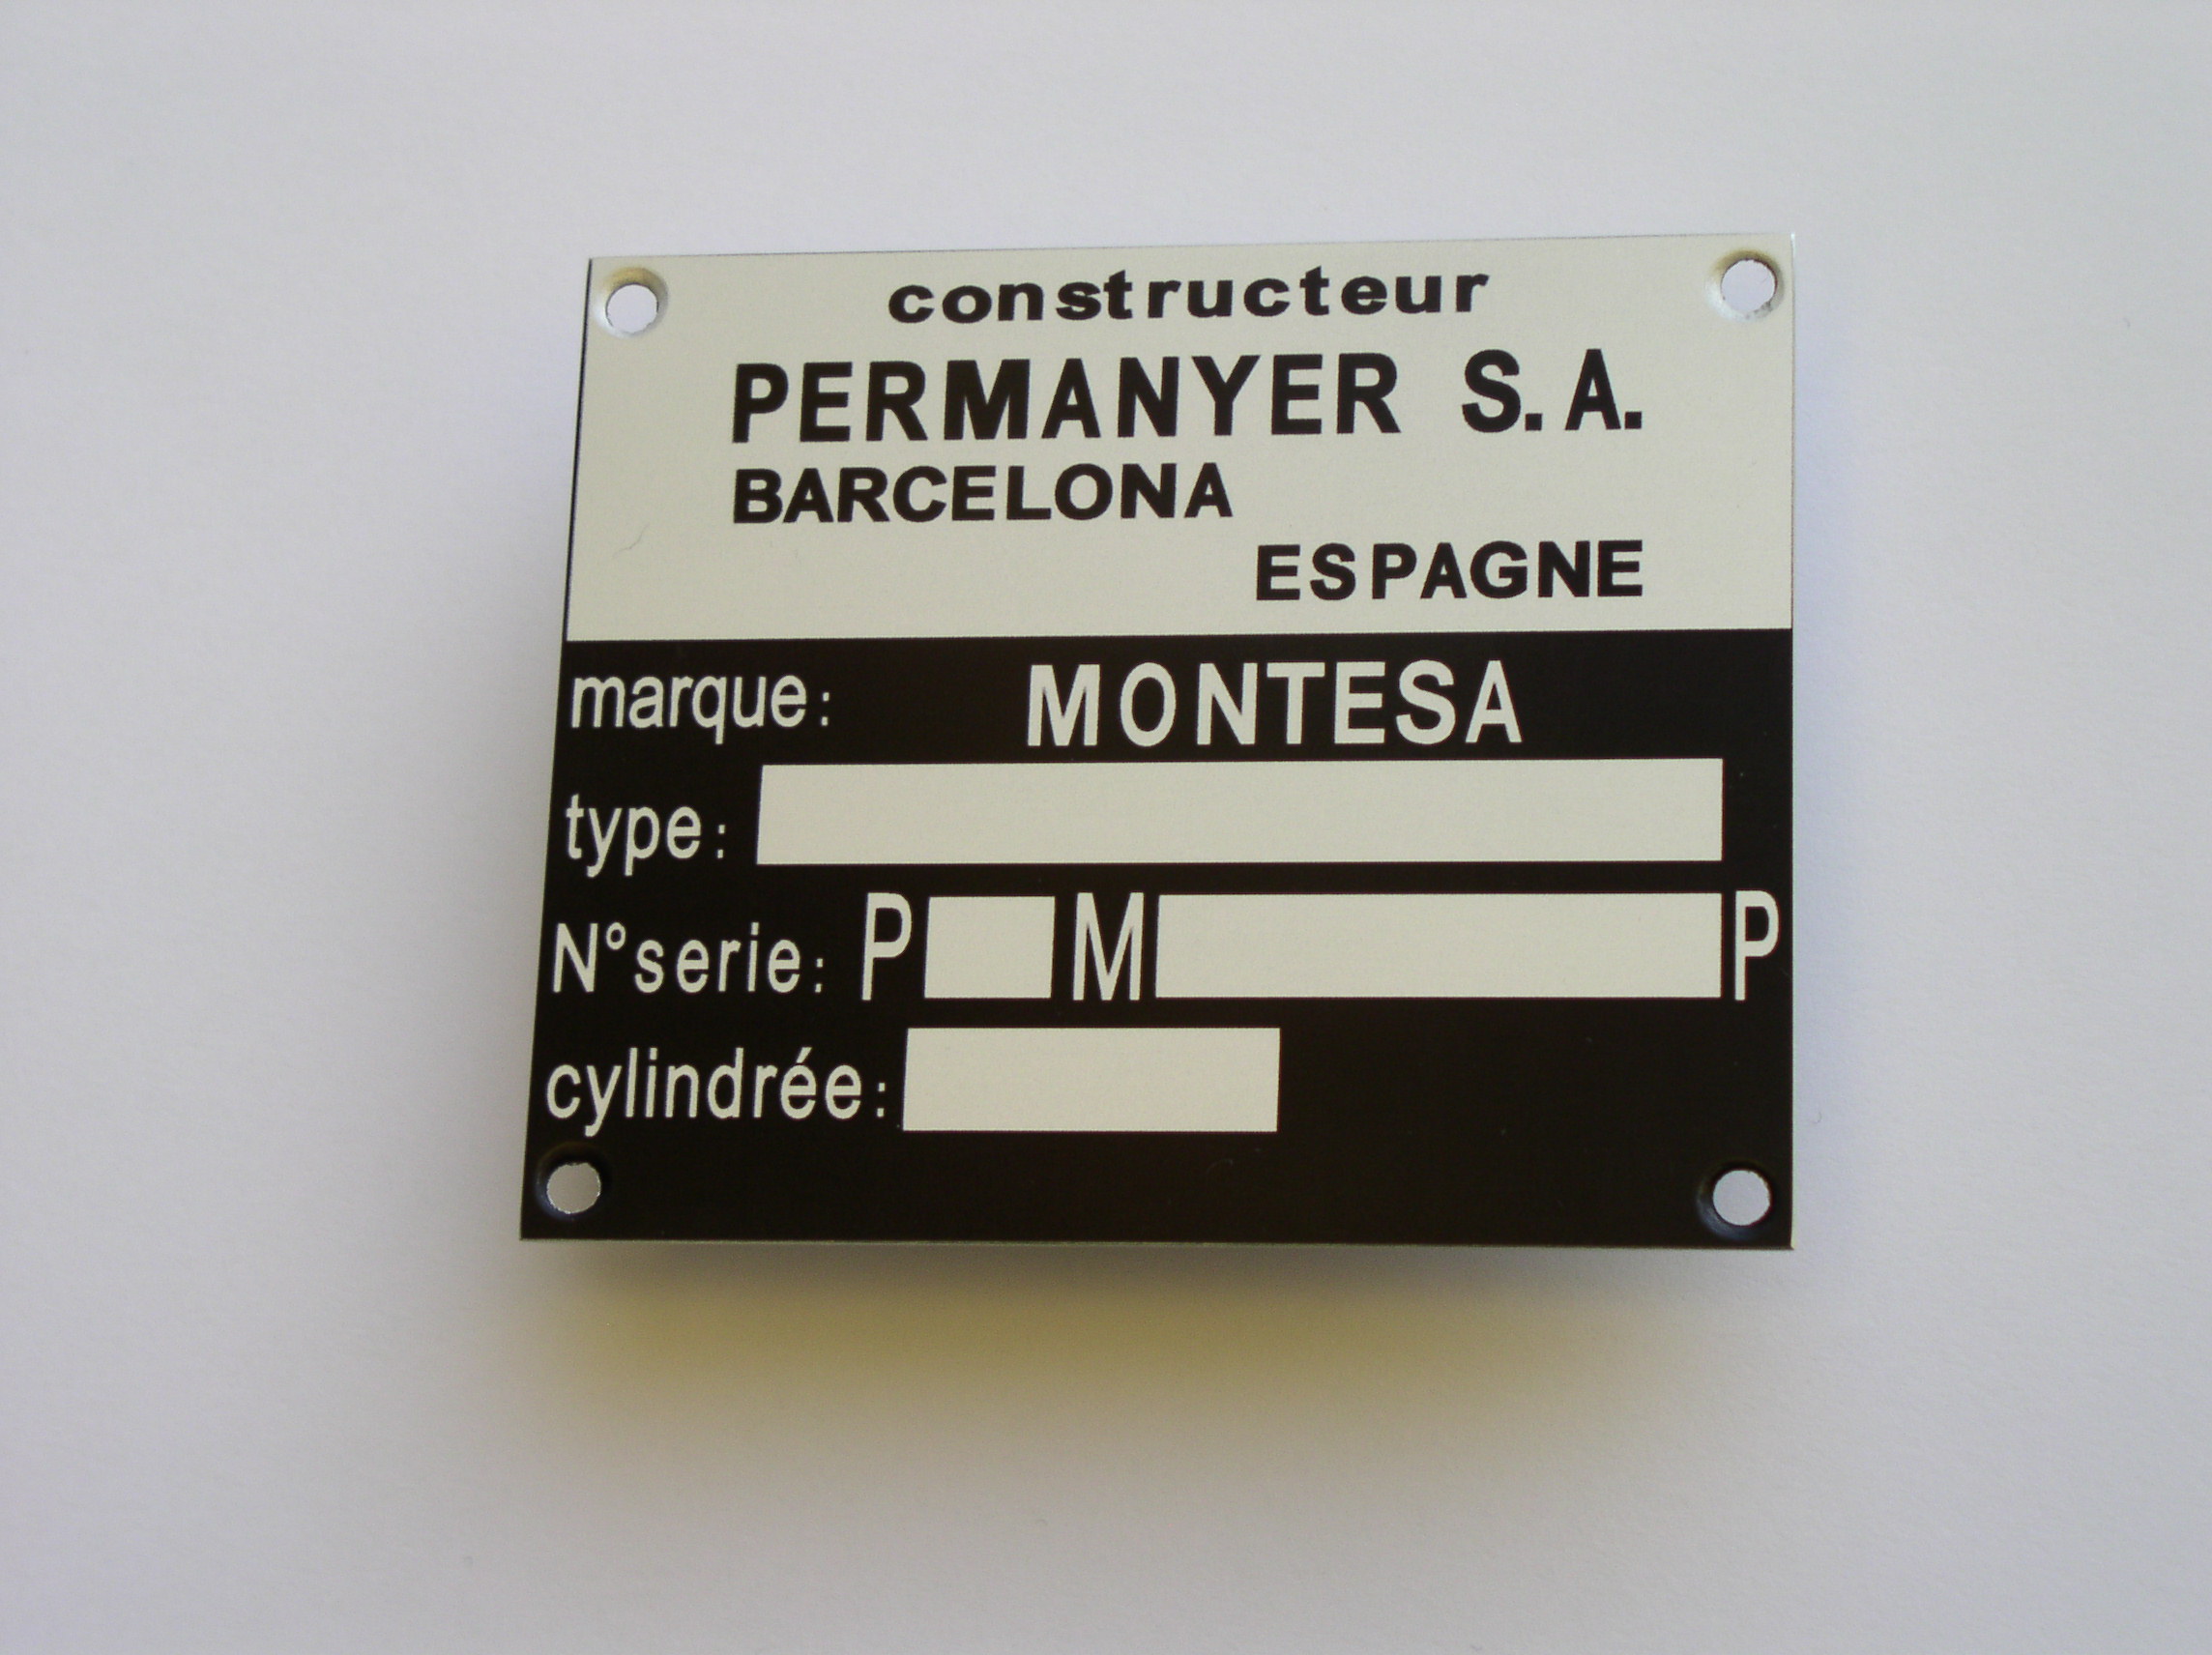 constructeur
PERMANYER S.A.
BARCELONA
ESPAGNE
marque: MONTESA
type:
N°serie: P M P
cylindrée: